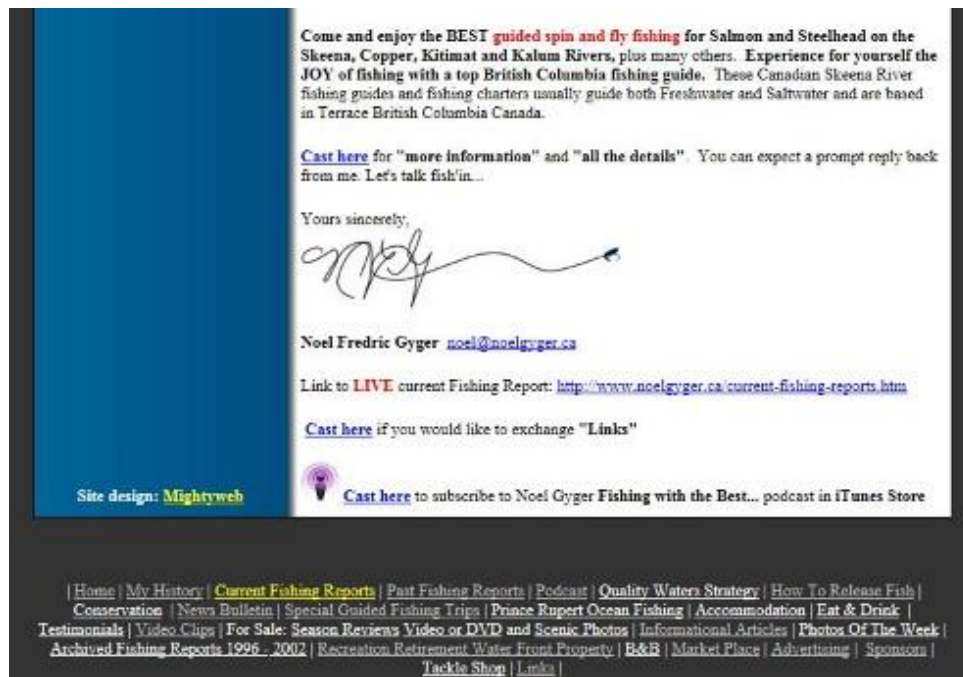 Come and enjoy the BEST guided spin and fly fishing for Salmon and Steelhead on the
Skeena, Copper, Kitimat and Kalum Rivers, plus many others. Experience for yourself the
JOY of fishing with a top British Columbia fishing guide. These Canadian Skeena River
fishing guides and fishing charters usually guide both Freshwater and Saltwater and are based
in Terrace British Columbia Canada.
Cast here for "more information" and "all the details". You can expect a prompt reply back
from me. Let's talk fish'in...
Yours sincerely,
Noel Fredric Gyger noel@noelgyger.ca
Link to LIVE current Fishing Report: http://www.noelgyger.ca/current-fishing-reports.htm
Cast here if you would like to exchange "Links"
Site design: Mightyweb
Cast here to subscribe to Noel Gyger Fishing with the Best... podcast in iTunes Store
| Home | My History | Current Fishing Reports | Past Fishing Reports | Podcast | Quality Waters Strategy | How To Release Fish |
Conservation | News Bulletin | Special Guided Fishing Trips | Prince Rupert Ocean Fishing | Accommodation | Eat & Drink |
Testimonials | Video Clips | For Sale: Season Reviews Video or DVD and Scenic Photos | Informational Articles | Photos Of The Week |
Archived Fishing Reports 1996 - 2002 | Recreation Retirement Water Front Property | B&B | Market Place | Advertising | Sponsors |
Tackle Shop | Links |